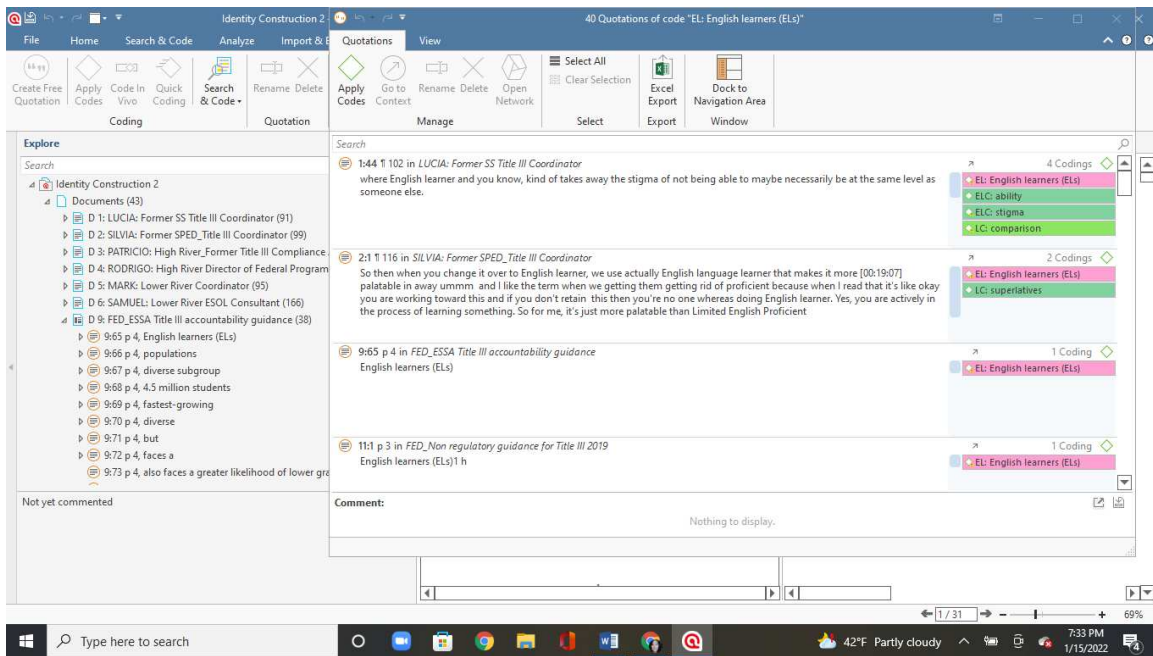 Identity Construction 2
40 Quotations of code "EL: English learners (ELs)"
File Home Search & Code Analyze Import & E
Quotations View
Create Free Quotation
Apply Codes
Code In Vivo
Quick Coding
Search & Code
Rename Delete
Coding Quotation
Apply Codes
Go to Context
Rename Delete
Open Network
Select All
Clear Selection
Excel Export
Dock to Navigation Area
Manage Select Export Window
Explore
Search
Identity Construction 2
Documents (43)
D 1: LUCIA: Former SS Title III Coordinator (91)
D 2: SILVIA: Former SPED_Title III Coordinator (99)
D 3: PATRICIO: High River_Former Title III Compliance
D 4: RODRIGO: High River Director of Federal Program
D 5: MARK: Lower River Coordinator (95)
D 6: SAMUEL: Lower River ESOL Consultant (166)
D 9: FED_ESSA Title III accountability guidance (38)
9:65 p 4, English learners (ELs)
9:66 p 4, populations
9:67 p 4, diverse subgroup
9:68 p 4, 4.5 million students
9:69 p 4, fastest-growing
9:70 p 4, diverse
9:71 p 4, but
9:72 p 4, faces a
9:73 p 4, also faces a greater likelihood of lower gra
Not yet commented
Search
1:44 ¶ 102 in LUCIA: Former SS Title III Coordinator
where English learner and you know, kind of takes away the stigma of not being able to maybe necessarily be at the same level as
someone else.
4 Codings
EL: English learners (ELs)
ELC: ability
ELC: stigma
LC: comparison
2:1 ¶ 116 in SILVIA: Former SPED_Title III Coordinator
So then when you change it over to English learner, we use actually English language learner that makes it more [00:19:07]
palatable in away ummm and I like the term when we getting them getting rid of proficient because when I read that it's like okay
you are working toward this and if you don't retain this then you're no one whereas doing English learner. Yes, you are actively in
the process of learning something. So for me, it's just more palatable than Limited English Proficient
2 Codings
EL: English learners (ELs)
LC: superlatives
9:65 p 4 in FED_ESSA Title III accountability guidance
English learners (ELs)
1 Coding
EL: English learners (ELs)
11:1 p 3 in FED_Non regulatory guidance for Title III 2019
English learners (ELs)1 h
1 Coding
EL: English learners (ELs)
Comment:
Nothing to display.
1 / 31
69%
Type here to search
42°F Partly cloudy
7:33 PM
1/15/2022
4